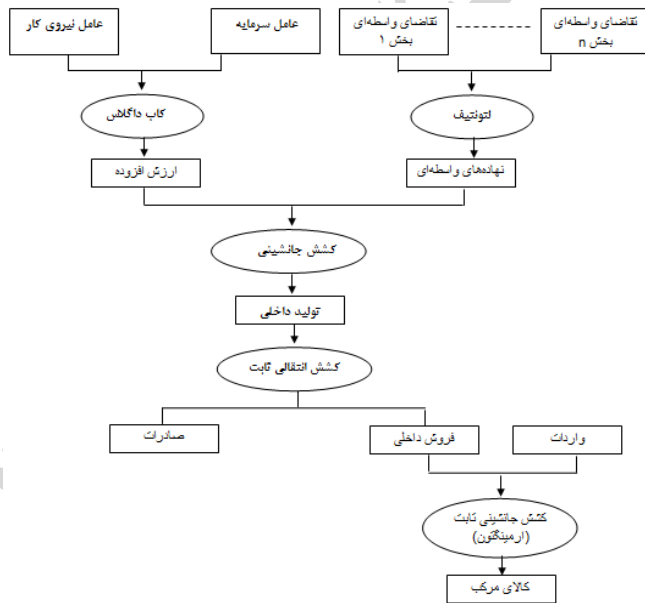 عامل نیروی کار
عامل سرمایه
تقاضای واسطه‌ای
بخش ۱
تقاضای واسطه‌ای
بخش n
کاب داگلاس
لئونتیف
ارزش افزوده
نهاده‌های واسطه‌ای
کشش جانشینی
تولید داخلی
کشش انتقالی ثابت
صادرات
فروش داخلی
واردات
کشش جانشینی ثابت
(آرمینگتون)
کالای مرکب